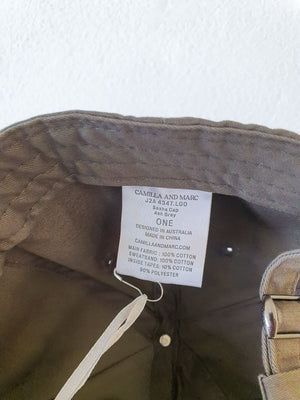 CAMILLA AND MARC
J2A 4347.LOO
Sasha Cap
Ash Grey
ONE
DESIGNED IN AUSTRALIA
MADE IN CHINA
CAMILLAANDMARC.COM
MAIN FABRIC : 100% COTTON
SWEATBAND: 100% COTTON
INSIDE TAPES: 10% COTTON
90% POLYESTER